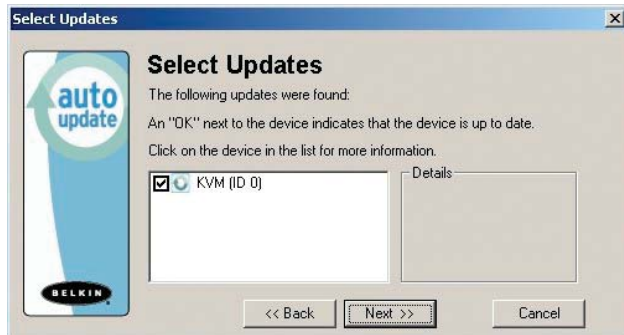 Select Updates
auto
update
Select Updates
The following updates were found:
An "OK" next to the device indicates that the device is up to date.
Click on the device in the list for more information.
KVM (ID 0)
Details
BELKIN
<< Back
Next >>
Cancel